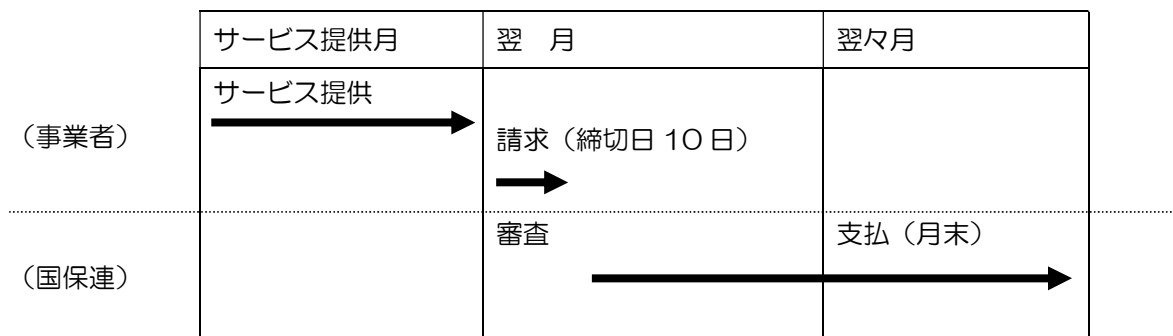 サービス提供月
翌　月
翌々月
サービス提供
（事業者）
請求（締切日 10 日）
審査
支払（月末）
（国保連）